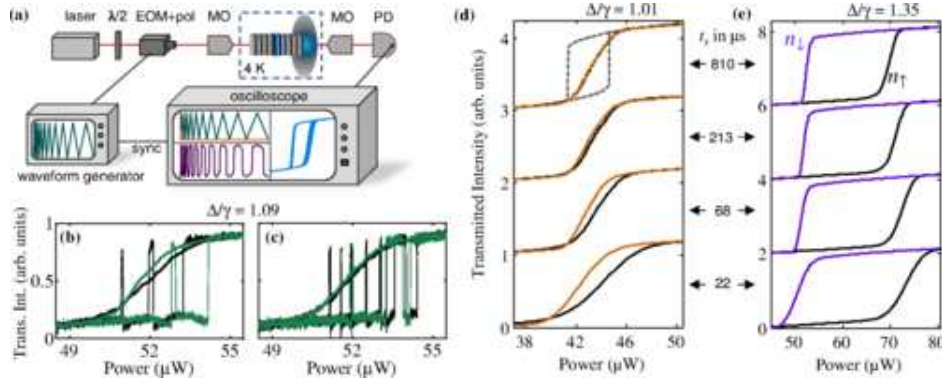 (a)
laser λ/2 EOM+pol MO MO PD
4 K
oscilloscope
sync
waveform generator
Δ/γ = 1.09
(b)
(c)
Trans. Int. (arb. units)
1
0.5
0
49 52 55 49 52 55
Power (μW) Power (μW)
(d) Δ/γ = 1.01
Transmitted Intensity (arb. units)
4
3
2
1
0
38 42 46 50
Power (μW)
t_s in μs
810
213
68
22
(e) Δ/γ = 1.35
n↓
n↑
8
6
4
2
0
50 60 70 80
Power (μW)